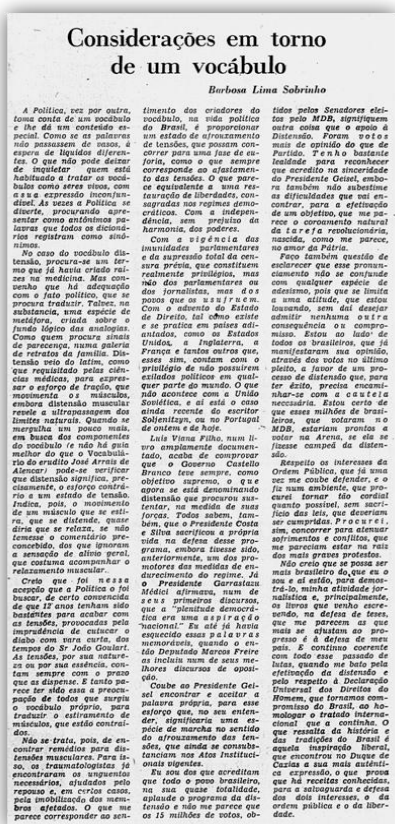 Considerações em torno
de um vocábulo
Barbosa Lima Sobrinho
A Política, vez por outra,
toma conta de um vocábulo
e lhe dá um conteúdo es-
pecial. Como se as palavras
não passassem de vasos, à
espera de líquidos diferen-
tes. O que não pode deixar
de inquietar quem está
habituado a tratar os vocá-
bulos como seres vivos, com
a sua expressão inconfun-
dível. Às vezes a Política se
diverte, procurando apre-
sentar como antônimas pa-
lavras que todos os dicioná-
rios registram como sinô-
nimos.
No caso do vocábulo dis-
tensão, procura-se um ter-
mo que já havia criado raí-
zes na medicina. Mas con-
venho que há adequação
com o fato político, que se
procura traduzir. Talvez, na
substância, uma espécie de
metáfora, criada sobre o
fundo lógico das analogias.
Como quem procura sinais
de parecença, numa galeria
de retratos da família. Dis-
tensão veio do latim, como
que requisitado pelas ciên-
cias médicas, para expres-
sar o esforço de tração, que
movimenta os músculos,
embora distensão muscular
revele a ultrapassagem dos
limites naturais. Quando se
mergulha um pouco mais,
em busca dos componentes
do vocábulo (e não há guia
melhor do que o Vocabulá-
rio do erudito José Arrais de
Alencar) pode-se verificar
que distensão significa, pre-
cisamente, o esforço contrá-
rio a um estado de tensão.
Indica, pois, o movimento
de um músculo que se esti-
ra, que se distende, quase
diria que se relaxa, se não
temesse o comentário pre-
concebido, dos que ignoram
a sensação de alívio geral,
que costuma acompanhar o
relaxamento muscular.
Creio que foi nessa
acepção que a Política o foi
buscar, de certo convencida
de que 12 anos tenham sido
bastantes para acabar com
as tensões, provocadas pela
imprudência de cutucar o
diabo com vara curta, dos
tempos do Sr João Goulart.
As tensões, por sua nature-
za ou por sua essência, con-
tam sempre com o prazo
que as dispense. E tanto pa-
rece ter sido essa a preocu-
pação de todos que surgiu
o vocábulo próprio, para
traduzir o estiramento de
músculos, que estão contraí-
dos.
Não se trata, pois, de en-
contrar remédios para dis-
tensões musculares. Para is-
so, os traumatologistas já
encontraram os unguentos
necessários, ajudados pelo
repouso e, em certos casos,
pela imobilização dos mem-
bros afetados. O que me
parece corresponder ao sen-
timento dos criadores do
vocábulo, na vida política
do Brasil, é proporcionar
um estado de afrouxamento
de tensões, que possam con-
correr para uma fase de eu-
foria, como o que sempre
corresponde ao afastamen-
to das tensões. O que pa-
rece equivalente a uma res-
tauração de liberdades, con-
sagradas nos regimes demo-
cráticos. Com a indepen-
dência, sem prejuízo da
harmonia, dos poderes.
Com a vigência das
imunidades parlamentares
e da supressão total da cen-
sura prévia, que constituem
realmente privilégios, mas
não dos parlamentares ou
dos jornalistas, mas dos
povos que os usufruem.
Com o advento do Estado
de Direito, tal como existe
e se pratica em países adi-
antados, como os Estados
Unidos, a Inglaterra, a
França e tantos outros que,
esses sim, contam com o
privilégio de não possuírem
exilados políticos em qual-
quer parte do mundo. O que
não acontece com a União
Soviética, e aí está o caso
ainda recente do escritor
Soljenitzyn, ou no Portugal
de ontem e da hoje.
Luís Viana Filho, num li-
vro amplamente documen-
tado, acaba de comprovar
que o Governo Castello
Branco teve sempre, como
objetivo supremo, o que
agora se está denominando
distensão que procurou sus-
tentar, na medida de suas
forças. Todos sabem, tam-
bém, que o Presidente Costa
e Silva sacrificou a própria
vida na defesa desse pro-
grama, embora tivesse sido,
anteriormente, um dos pro-
motores das medidas de en-
durecimento do regime. Já
o Presidente Garrastazu
Médici afirmava, num de
seus primeiros discursos,
que a "plenitude democrá-
tica era uma aspiração
nacional." Eu até já havia
esquecido essas palavras
memoráveis, quando o en-
tão Deputado Marcos Freire
as incluiu num de seus me-
lhores discursos de oposi-
ção.
Coube ao Presidente Gei-
sel encontrar e aceitar a
palavra própria, para esse
esforço que, no seu enten-
der, significaria uma espé-
cie de marcha no sentido
do afrouxamento das ten-
sões, que ainda se consubs-
tanciam nos Atos Institucio-
nais vigentes.
Eu sou dos que acreditam
que todo o povo brasileiro,
na sua quase totalidade,
aplaude o programa da dis-
tensão e não me parece que
os 15 milhões de votos, ob-
tidos pelos Senadores elei-
tos pelo MDB, signifiquem
outra coisa que o apoio à
Distensão. Foram votos
mais de opinião do que de
Partido. Tenho bastante
lealdade para reconhecer
que acredito na sinceridade
do Presidente Geisel, embo-
ra também não subestime
as dificuldades que vai en-
contrar, para a efetivação
de um objetivo, que me pa-
rece o coroamento natural
da tarefa revolucionária,
nascida, como me parece,
no amor da Pátria.
Faço também questão de
esclarecer que esse pronun-
ciamento não se confunde
com qualquer espécie de
adesismo, pois que se limita
a uma atitude, que estou
louvando, sem daí desejar
admitir nenhuma outra
consequência ou compro-
misso. Estou ao lado de
todos os brasileiros, que já
manifestaram sua opinião,
através dos votos no último
pleito, a favor de um pro-
cesso de distensão que, para
ter êxito, precisa encami-
nhar-se com a cautela
necessária. Estou certo de
que esses milhões de brasi-
leiros, que votaram no
MDB, estariam prontos a
votar na Arena, se ela se
fizesse campeã da disten-
são.
Respeito os interesses da
Ordem Pública, que já uma
vez me coube defender, e o
fiz num ambiente, que pro-
curei tornar tão cordial
quanto possível, sem sacri-
fício das leis, que deveriam
ser cumpridas. Procurei,
sim, concorrer para atenuar
sofrimentos e conflitos, que
me pareciam estar na raiz
dos mais graves protestos.
Não creio que se possa ser
mais brasileiro do que eu o
sou e aí estão, para demos-
trá-lo, minha atividade jor-
nalística e, principalmente,
os livros que venho escre-
vendo, na defesa de teses,
que me parecem as que
mais se ajustam ao progres-
so e à defesa de meu
país. E continuo coerente
com todo esse passado de
lutas, quando me bato pela
efetivação da distensão e
pelo respeito à Declaração
Universal dos Direitos do
Homem, que tornamos com-
promisso do Brasil, ao ho-
mologar o tratado interna-
cional que a continha. O
que ressalta da história e
das tradições do Brasil é
aquela inspiração liberal,
que encontrou no Duque de
Caxias a sua mais autênti-
ca expressão, o que prova
que há receitas conhecidas,
para a salvaguarda e defesa
dos dois interesses, o da
ordem pública e o da liber-
dade.